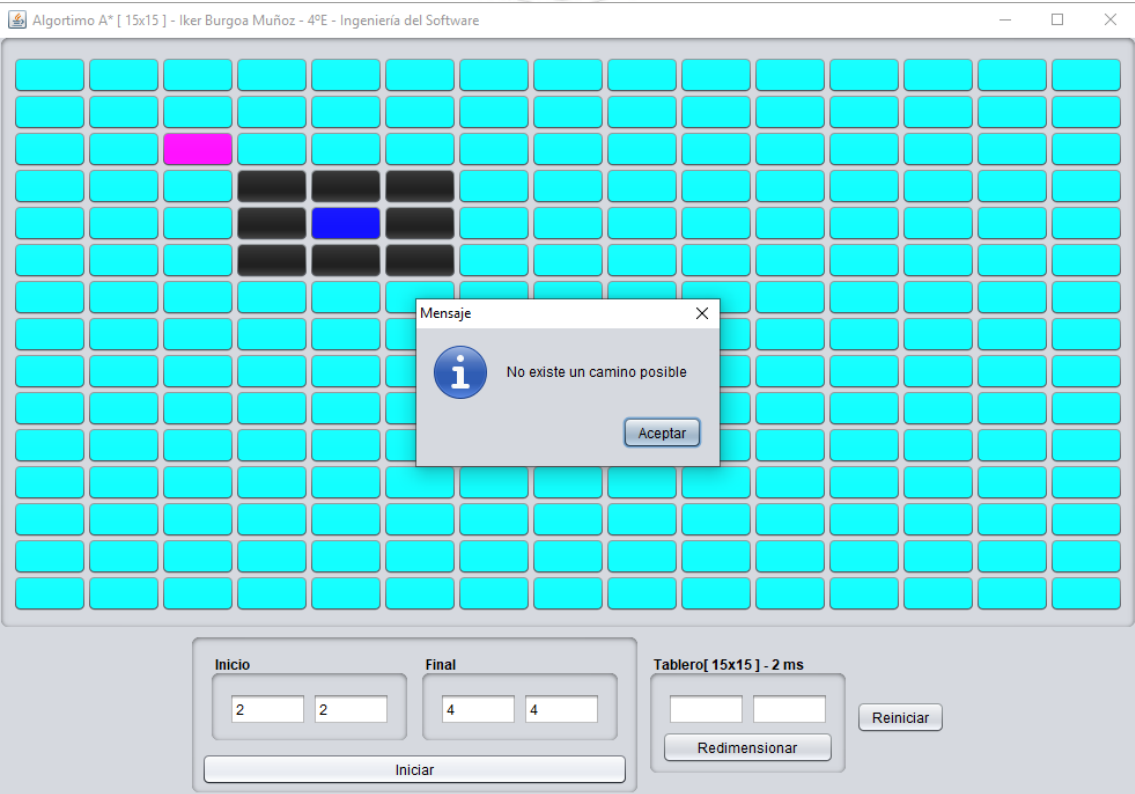 Algortimo A* [ 15x15 ] - Iker Burgoa Muñoz - 4ºE - Ingeniería del Software
Mensaje
No existe un camino posible
Aceptar
Inicio
Final
Tablero[ 15x15 ] - 2 ms
2
2
4
4
Reiniciar
Redimensionar
Iniciar